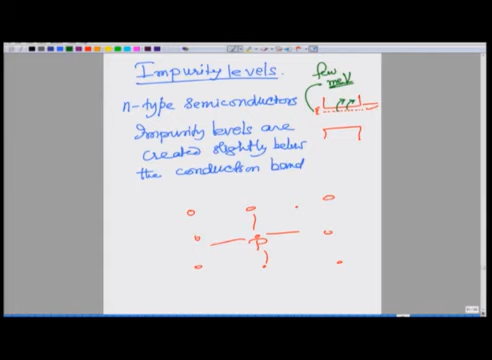 Impurity levels.
few
meV
n-type semiconductors
Impurity levels are
created slightly below
the conduction band
P